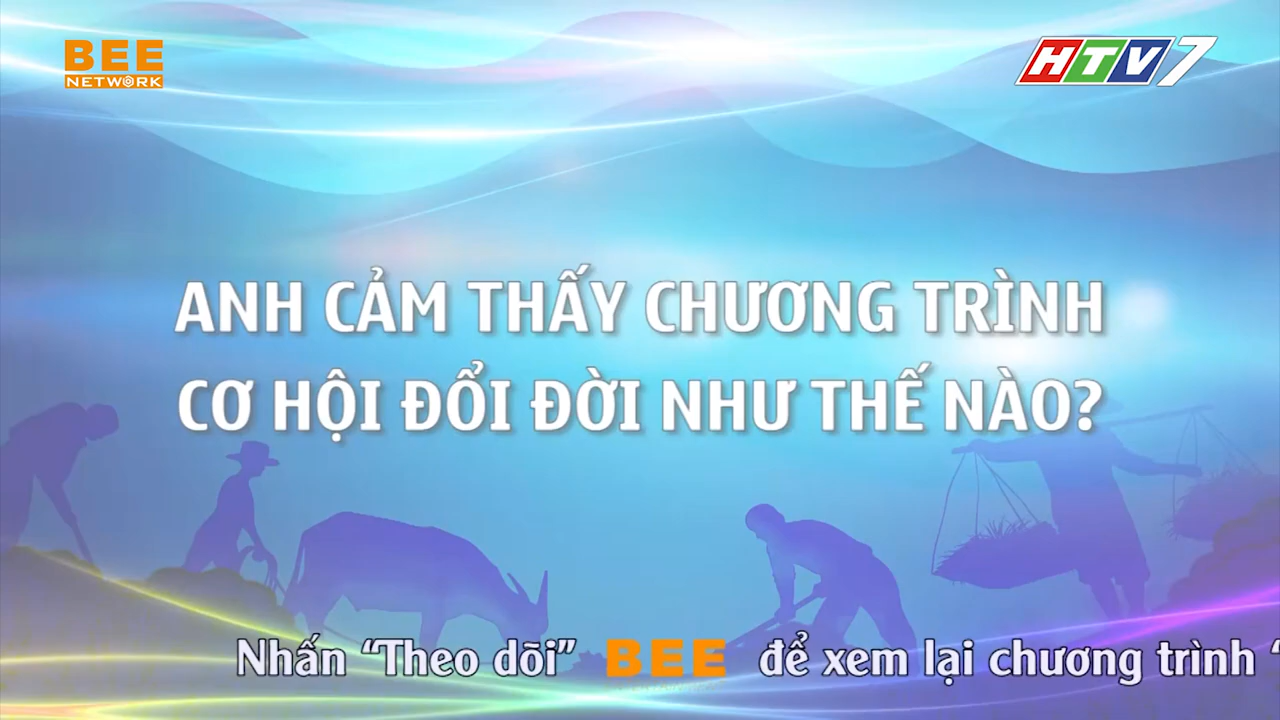 BEE
NETWORK
HTV7
ANH CẢM THẤY CHƯƠNG TRÌNH
CƠ HỘI ĐỔI ĐỜI NHƯ THẾ NÀO?
Nhấn “Theo dõi” BEE để xem lại chương trình “